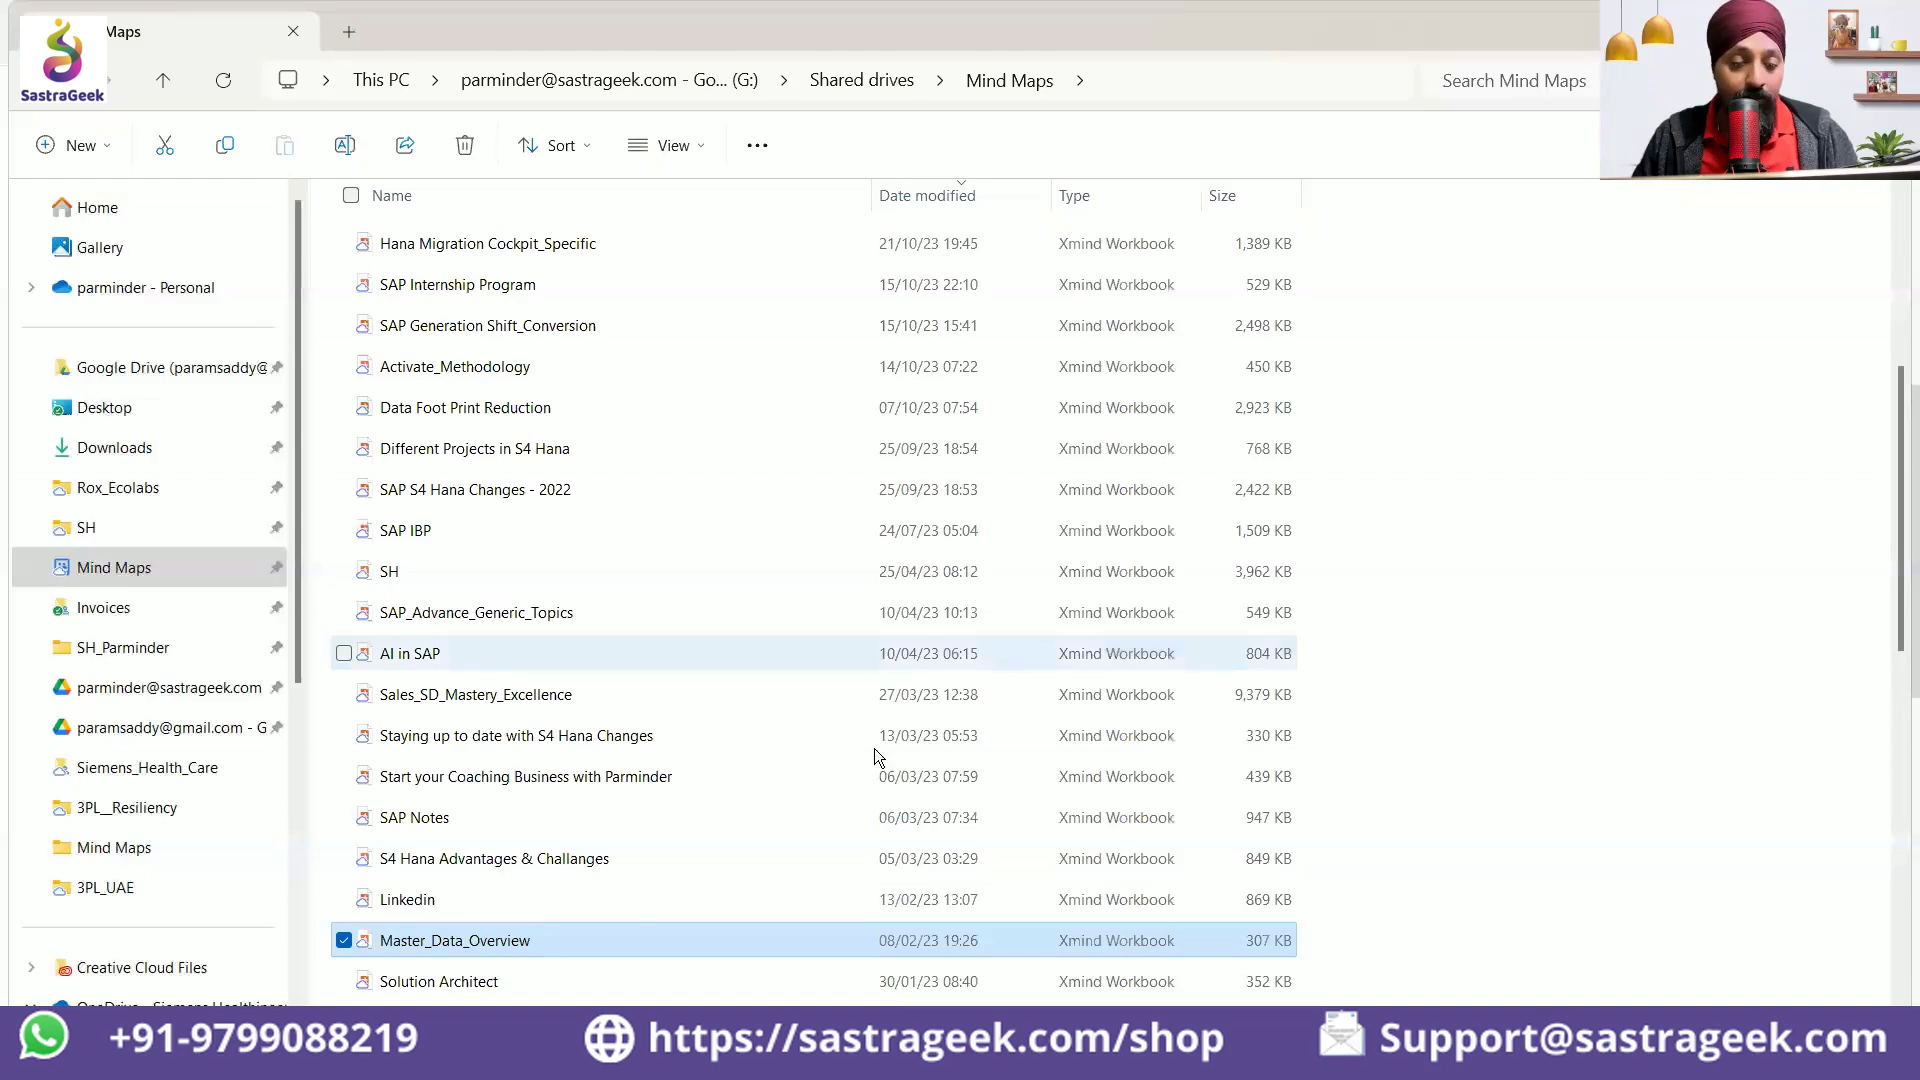 Maps
SastraGeek
This PC
parminder@sastrageek.com - Go... (G:)
Shared drives
Mind Maps
Search Mind Maps
New
Sort
View
Name
Date modified
Type
Size
Home
Gallery
parminder - Personal
Google Drive (paramsaddy@
Desktop
Downloads
Rox_Ecolabs
SH
Mind Maps
Invoices
SH_Parminder
parminder@sastrageek.com
paramsaddy@gmail.com - G
Siemens_Health_Care
3PL__Resiliency
Mind Maps
3PL_UAE
Creative Cloud Files
Hana Migration Cockpit_Specific 21/10/23 19:45 Xmind Workbook 1,389 KB
SAP Internship Program 15/10/23 22:10 Xmind Workbook 529 KB
SAP Generation Shift_Conversion 15/10/23 15:41 Xmind Workbook 2,498 KB
Activate_Methodology 14/10/23 07:22 Xmind Workbook 450 KB
Data Foot Print Reduction 07/10/23 07:54 Xmind Workbook 2,923 KB
Different Projects in S4 Hana 25/09/23 18:54 Xmind Workbook 768 KB
SAP S4 Hana Changes - 2022 25/09/23 18:53 Xmind Workbook 2,422 KB
SAP IBP 24/07/23 05:04 Xmind Workbook 1,509 KB
SH 25/04/23 08:12 Xmind Workbook 3,962 KB
SAP_Advance_Generic_Topics 10/04/23 10:13 Xmind Workbook 549 KB
AI in SAP 10/04/23 06:15 Xmind Workbook 804 KB
Sales_SD_Mastery_Excellence 27/03/23 12:38 Xmind Workbook 9,379 KB
Staying up to date with S4 Hana Changes 13/03/23 05:53 Xmind Workbook 330 KB
Start your Coaching Business with Parminder 06/03/23 07:59 Xmind Workbook 439 KB
SAP Notes 06/03/23 07:34 Xmind Workbook 947 KB
S4 Hana Advantages & Challanges 05/03/23 03:29 Xmind Workbook 849 KB
Linkedin 13/02/23 13:07 Xmind Workbook 869 KB
Master_Data_Overview 08/02/23 19:26 Xmind Workbook 307 KB
Solution Architect 30/01/23 08:40 Xmind Workbook 352 KB
+91-9799088219
https://sastrageek.com/shop
Support@sastrageek.com